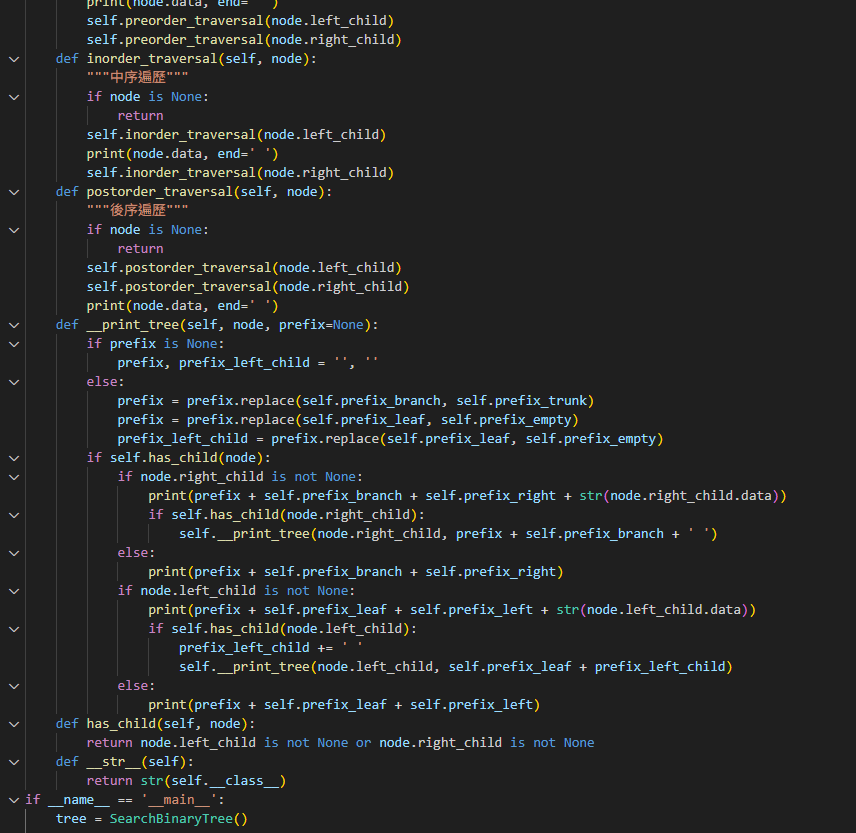 print(node.data, end=' ')
self.preorder_traversal(node.left_child)
self.preorder_traversal(node.right_child)
def inorder_traversal(self, node):
"""中序遍歷"""
if node is None:
return
self.inorder_traversal(node.left_child)
print(node.data, end=' ')
self.inorder_traversal(node.right_child)
def postorder_traversal(self, node):
"""後序遍歷"""
if node is None:
return
self.postorder_traversal(node.left_child)
self.postorder_traversal(node.right_child)
print(node.data, end=' ')
def __print_tree(self, node, prefix=None):
if prefix is None:
prefix, prefix_left_child = '', ''
else:
prefix = prefix.replace(self.prefix_branch, self.prefix_trunk)
prefix = prefix.replace(self.prefix_leaf, self.prefix_empty)
prefix_left_child = prefix.replace(self.prefix_leaf, self.prefix_empty)
if self.has_child(node):
if node.right_child is not None:
print(prefix + self.prefix_branch + self.prefix_right + str(node.right_child.data))
if self.has_child(node.right_child):
self.__print_tree(node.right_child, prefix + self.prefix_branch + ' ')
else:
print(prefix + self.prefix_branch + self.prefix_right)
if node.left_child is not None:
print(prefix + self.prefix_leaf + self.prefix_left + str(node.left_child.data))
if self.has_child(node.left_child):
prefix_left_child += ' '
self.__print_tree(node.left_child, self.prefix_leaf + prefix_left_child)
else:
print(prefix + self.prefix_leaf + self.prefix_left)
def has_child(self, node):
return node.left_child is not None or node.right_child is not None
def __str__(self):
return str(self.__class__)
if __name__ == '__main__':
tree = SearchBinaryTree()